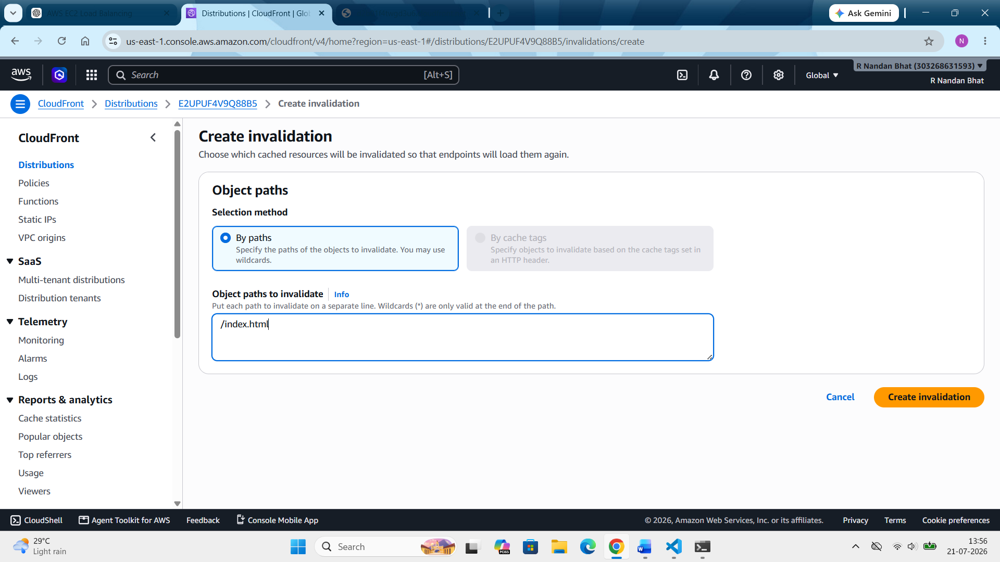 AWS EC2 Load Balancing
Distributions | CloudFront | Glo
Ask Gemini
us-east-1.console.aws.amazon.com/cloudfront/v4/home?region=us-east-1#/distributions/E2UPUF4V9Q88B5/invalidations/create
N
aws
Search
[Alt+S]
Global
R Nandan Bhat (303268631593)
R Nandan Bhat
CloudFront
Distributions
E2UPUF4V9Q88B5
Create invalidation
CloudFront
Distributions
Policies
Functions
Static IPs
VPC origins
SaaS
Multi-tenant distributions
Distribution tenants
Telemetry
Monitoring
Alarms
Logs
Reports & analytics
Cache statistics
Popular objects
Top referrers
Usage
Viewers
Create invalidation
Choose which cached resources will be invalidated so that endpoints will load them again.
Object paths
Selection method
By paths
Specify the paths of the objects to invalidate. You may use
wildcards.
By cache tags
Specify objects to invalidate based on the cache tags set in
an HTTP header.
Object paths to invalidate
Info
Put each path to invalidate on a separate line. Wildcards (*) are only valid at the end of the path.
/index.html
Cancel
Create invalidation
CloudShell
Agent Toolkit for AWS
Feedback
Console Mobile App
© 2026, Amazon Web Services, Inc. or its affiliates.
Privacy
Terms
Cookie preferences
29°C
Light rain
Search
M365
W
13:56
21-07-2026